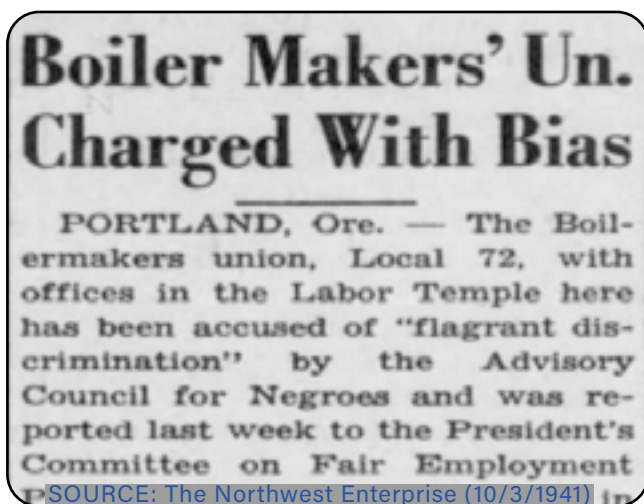 Boiler Makers' Un.
Charged With Bias
PORTLAND, Ore. — The Boil-
ermakers union, Local 72, with
offices in the Labor Temple here
has been accused of "flagrant dis-
crimination" by the Advisory
Council for Negroes and was re-
ported last week to the President's
Committee on Fair Employment
in
SOURCE: The Northwest Enterprise (10/3/1941)